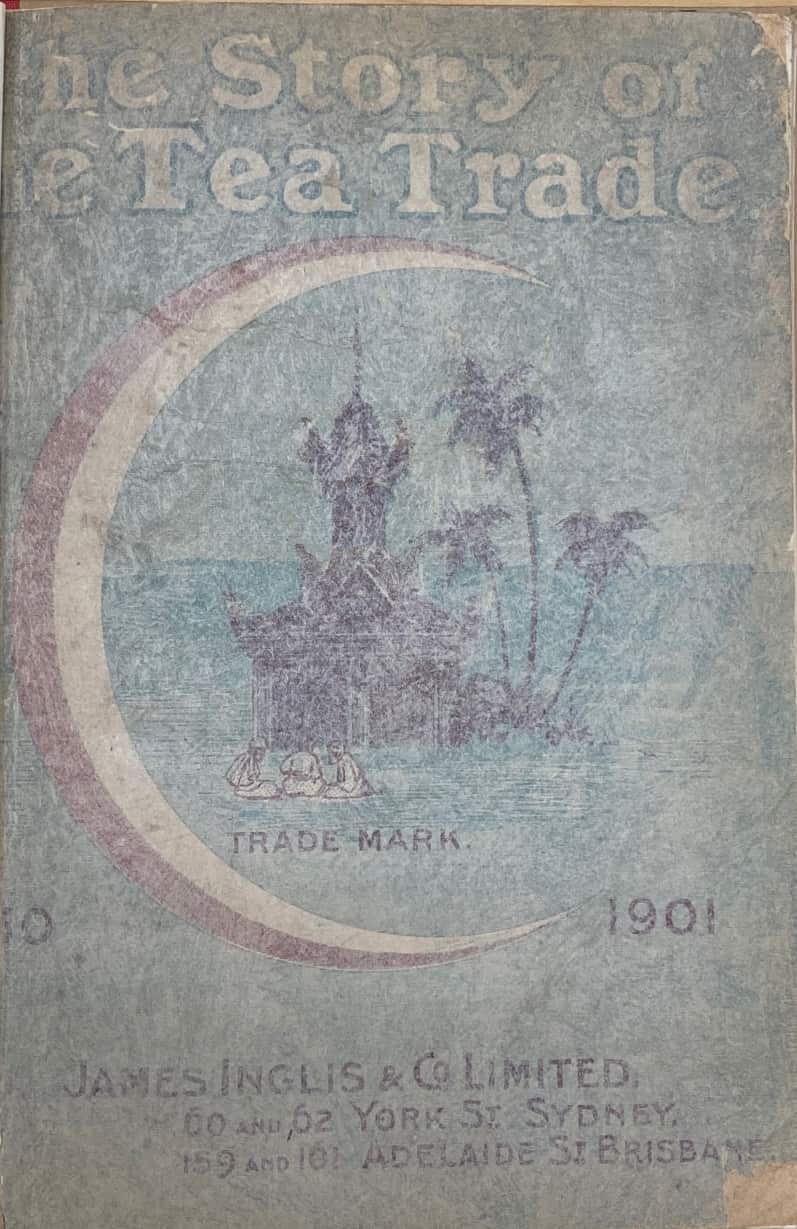 he Story of
e Tea Trade.
TRADE MARK.
1901
JAMES INGLIS & CO LIMITED.
60 AND 62 YORK ST. SYDNEY.
159 AND 161 ADELAIDE ST BRISBANE.